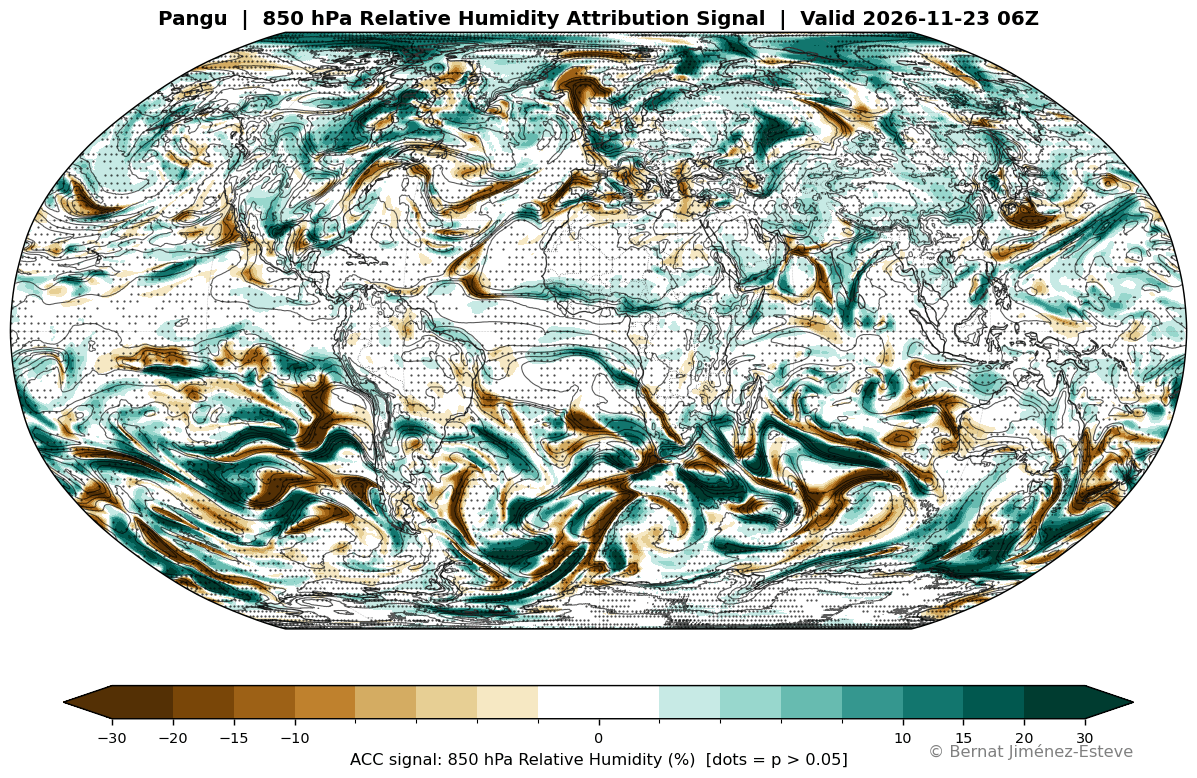 Pangu | 850 hPa Relative Humidity Attribution Signal | Valid 2026-11-23 06Z
−30 −20 −15 −10 0 10 15 20 30
© Bernat Jiménez-Esteve
ACC signal: 850 hPa Relative Humidity (%) [dots = p > 0.05]